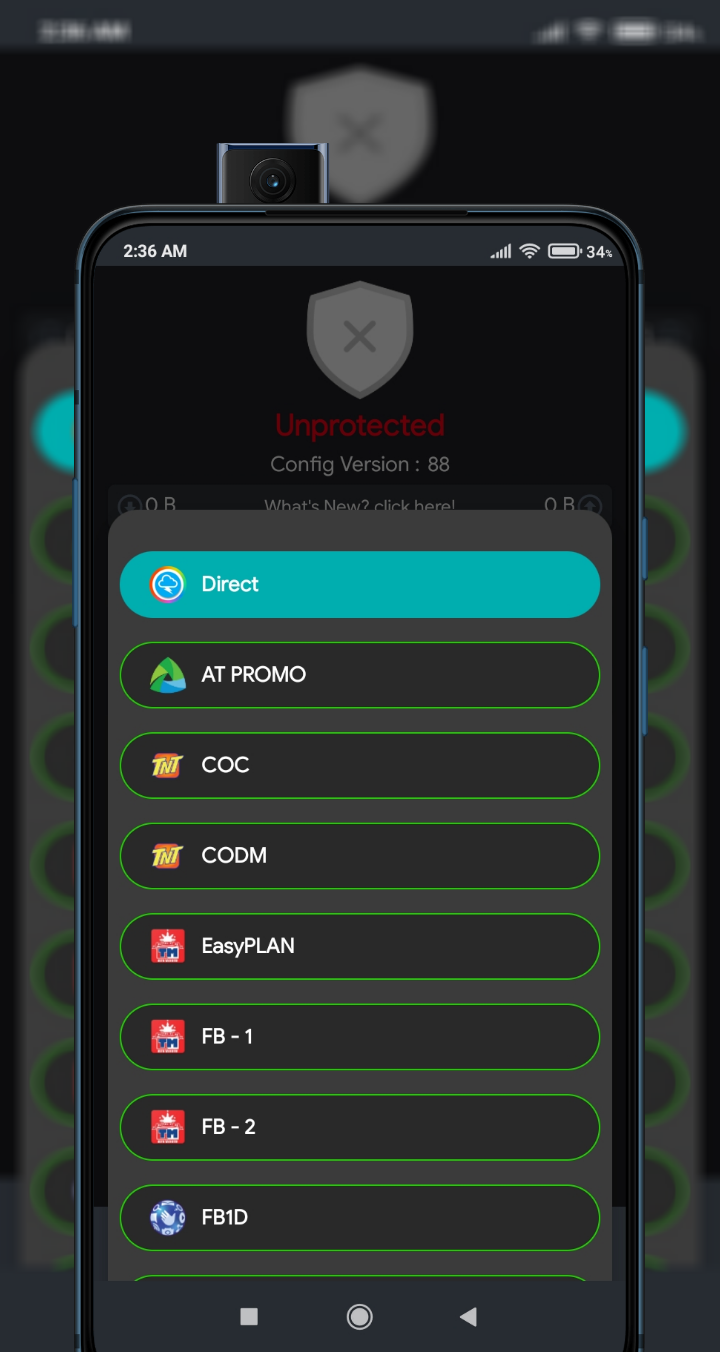 2:36 AM
34%
Unprotected
Config Version : 88
0 B
What's New? click here!
0 B
Direct
AT PROMO
TNT
COC
TNT
CODM
TM
EasyPLAN
TM
FB - 1
TM
FB - 2
FB1D